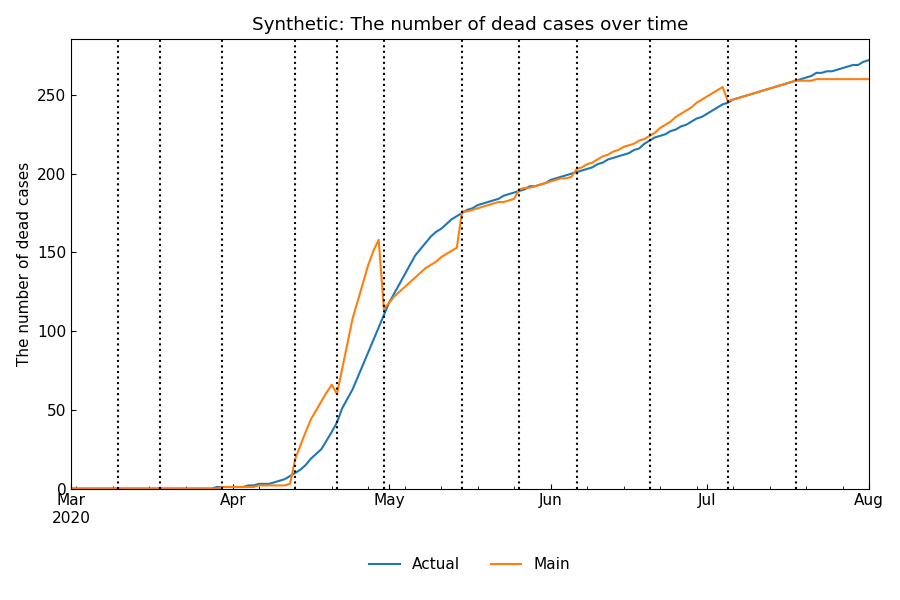 Synthetic: The number of dead cases over time
The number of dead cases
250
200
150
100
50
0
Mar Apr May Jun Jul Aug
2020
Actual Main